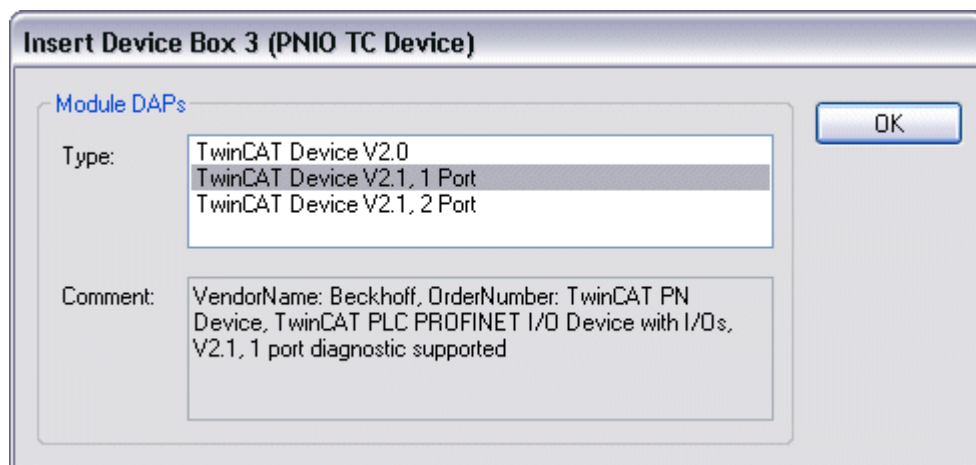 Insert Device Box 3 (PNIO TC Device)
Module DAPs
OK
Type:
TwinCAT Device V2.0
TwinCAT Device V2.1, 1 Port
TwinCAT Device V2.1, 2 Port
Comment:
VendorName: Beckhoff, OrderNumber: TwinCAT PN
Device, TwinCAT PLC PROFINET I/O Device with I/Os,
V2.1, 1 port diagnostic supported